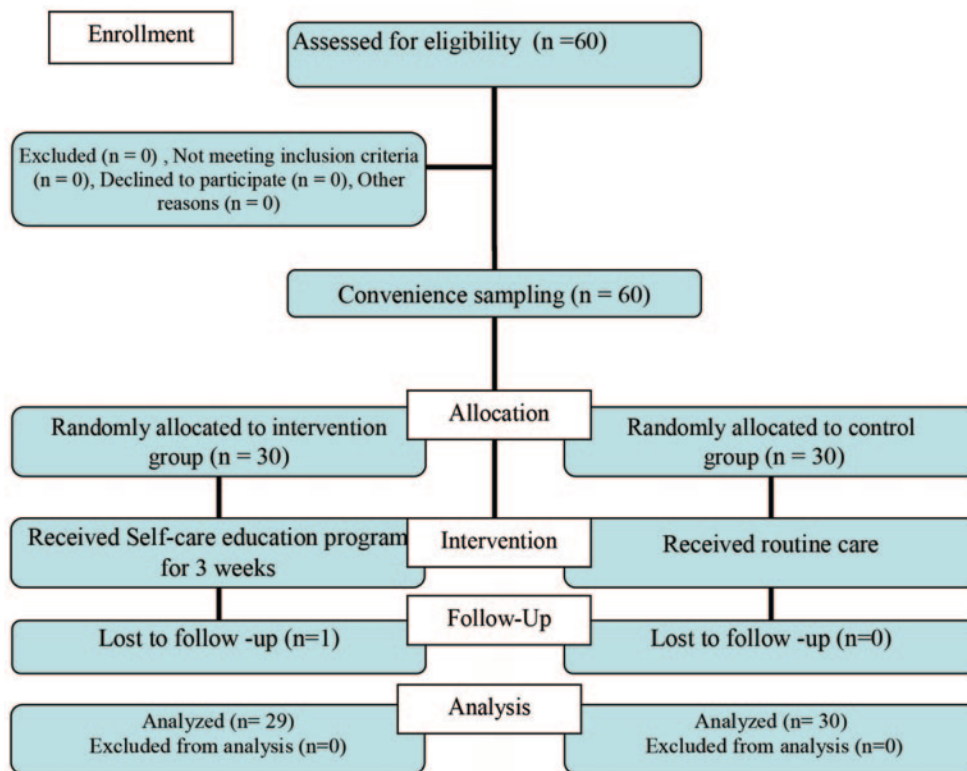 Enrollment
Assessed for eligibility (n =60)
Excluded (n = 0) , Not meeting inclusion criteria
(n = 0), Declined to participate (n = 0), Other
reasons (n = 0)
Convenience sampling (n = 60)
Allocation
Randomly allocated to intervention
group (n = 30)
Randomly allocated to control
group (n = 30)
Intervention
Received Self-care education program
for 3 weeks
Received routine care
Follow-Up
Lost to follow -up (n=1)
Lost to follow -up (n=0)
Analysis
Analyzed (n= 29)
Excluded from analysis (n=0)
Analyzed (n= 30)
Excluded from analysis (n=0)